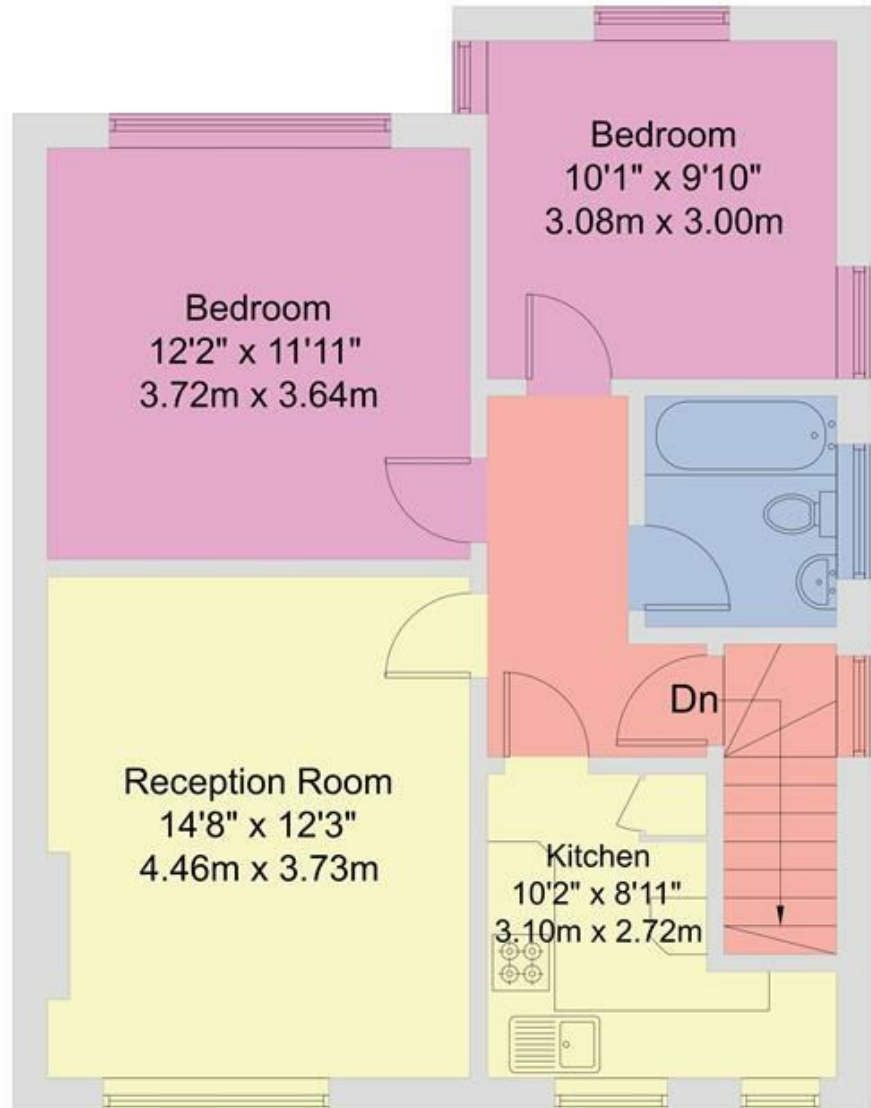 Bedroom
10'1" x 9'10"
3.08m x 3.00m
Bedroom
12'2" x 11'11"
3.72m x 3.64m
Dn
Reception Room
14'8" x 12'3"
4.46m x 3.73m
Kitchen
10'2" x 8'11"
3.10m x 2.72m